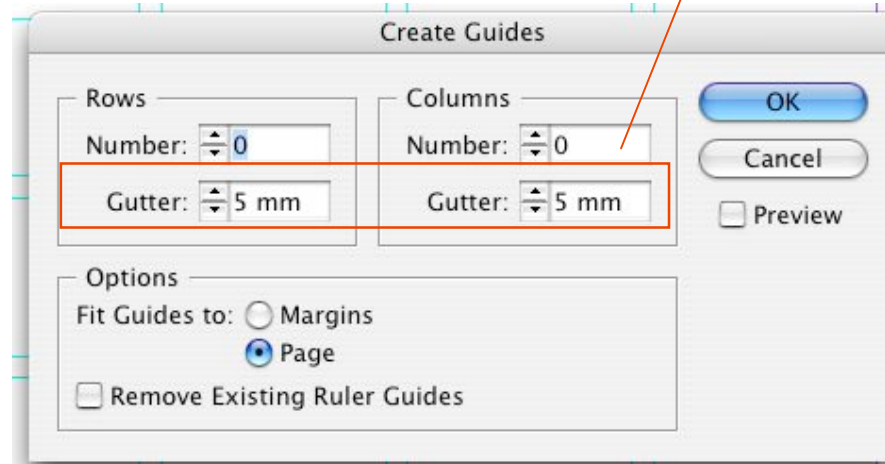 Create Guides
Rows
Number: 0
Gutter: 5 mm
Columns
Number: 0
Gutter: 5 mm
OK
Cancel
Preview
Options
Fit Guides to: Margins
Page
Remove Existing Ruler Guides